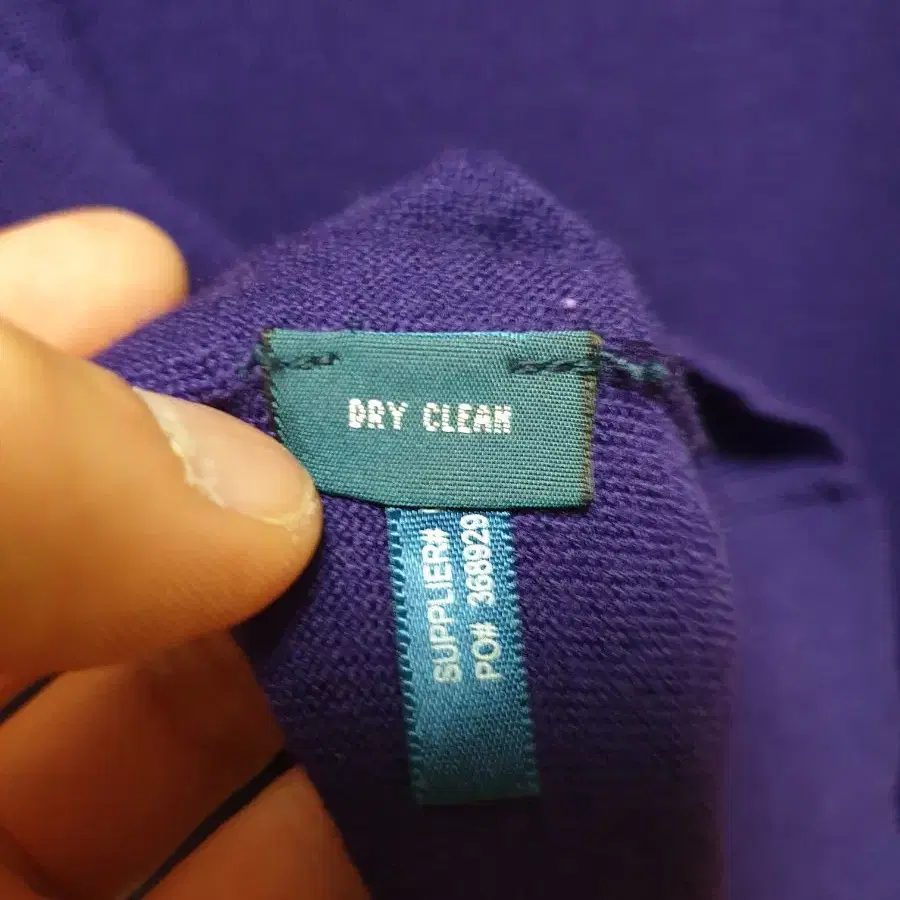 DRY CLEAN
SUPPLIER#
PO# 368929